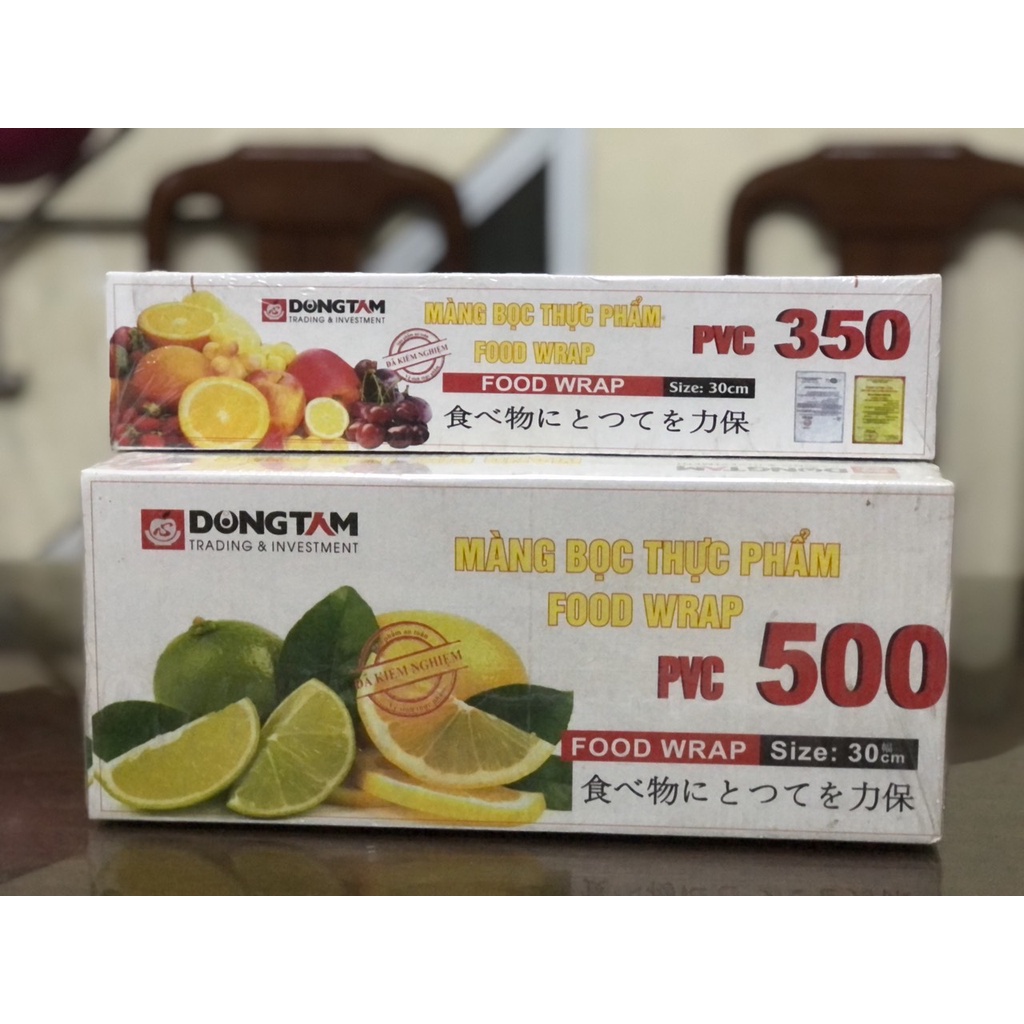 DONGTAM
TRADING & INVESTMENT
MÀNG BỌC THỰC PHẨM
FOOD WRAP
PVC 350
ĐÃ KIỂM NGHIỆM
FOOD WRAP Size: 30cm
食べ物にとつてを力保
DONGTAM
TRADING & INVESTMENT
MÀNG BỌC THỰC PHẨM
FOOD WRAP
PVC 500
ĐÃ KIỂM NGHIỆM
FOOD WRAP Size: 30cm
幅
食べ物にとつてを力保